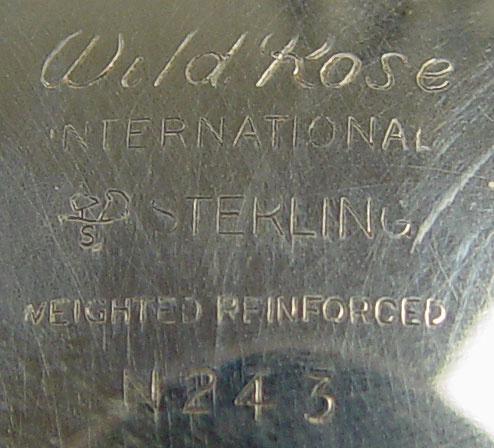 Wild Rose
INTERNATIONAL
STERLING
WEIGHTED REINFORCED
N243